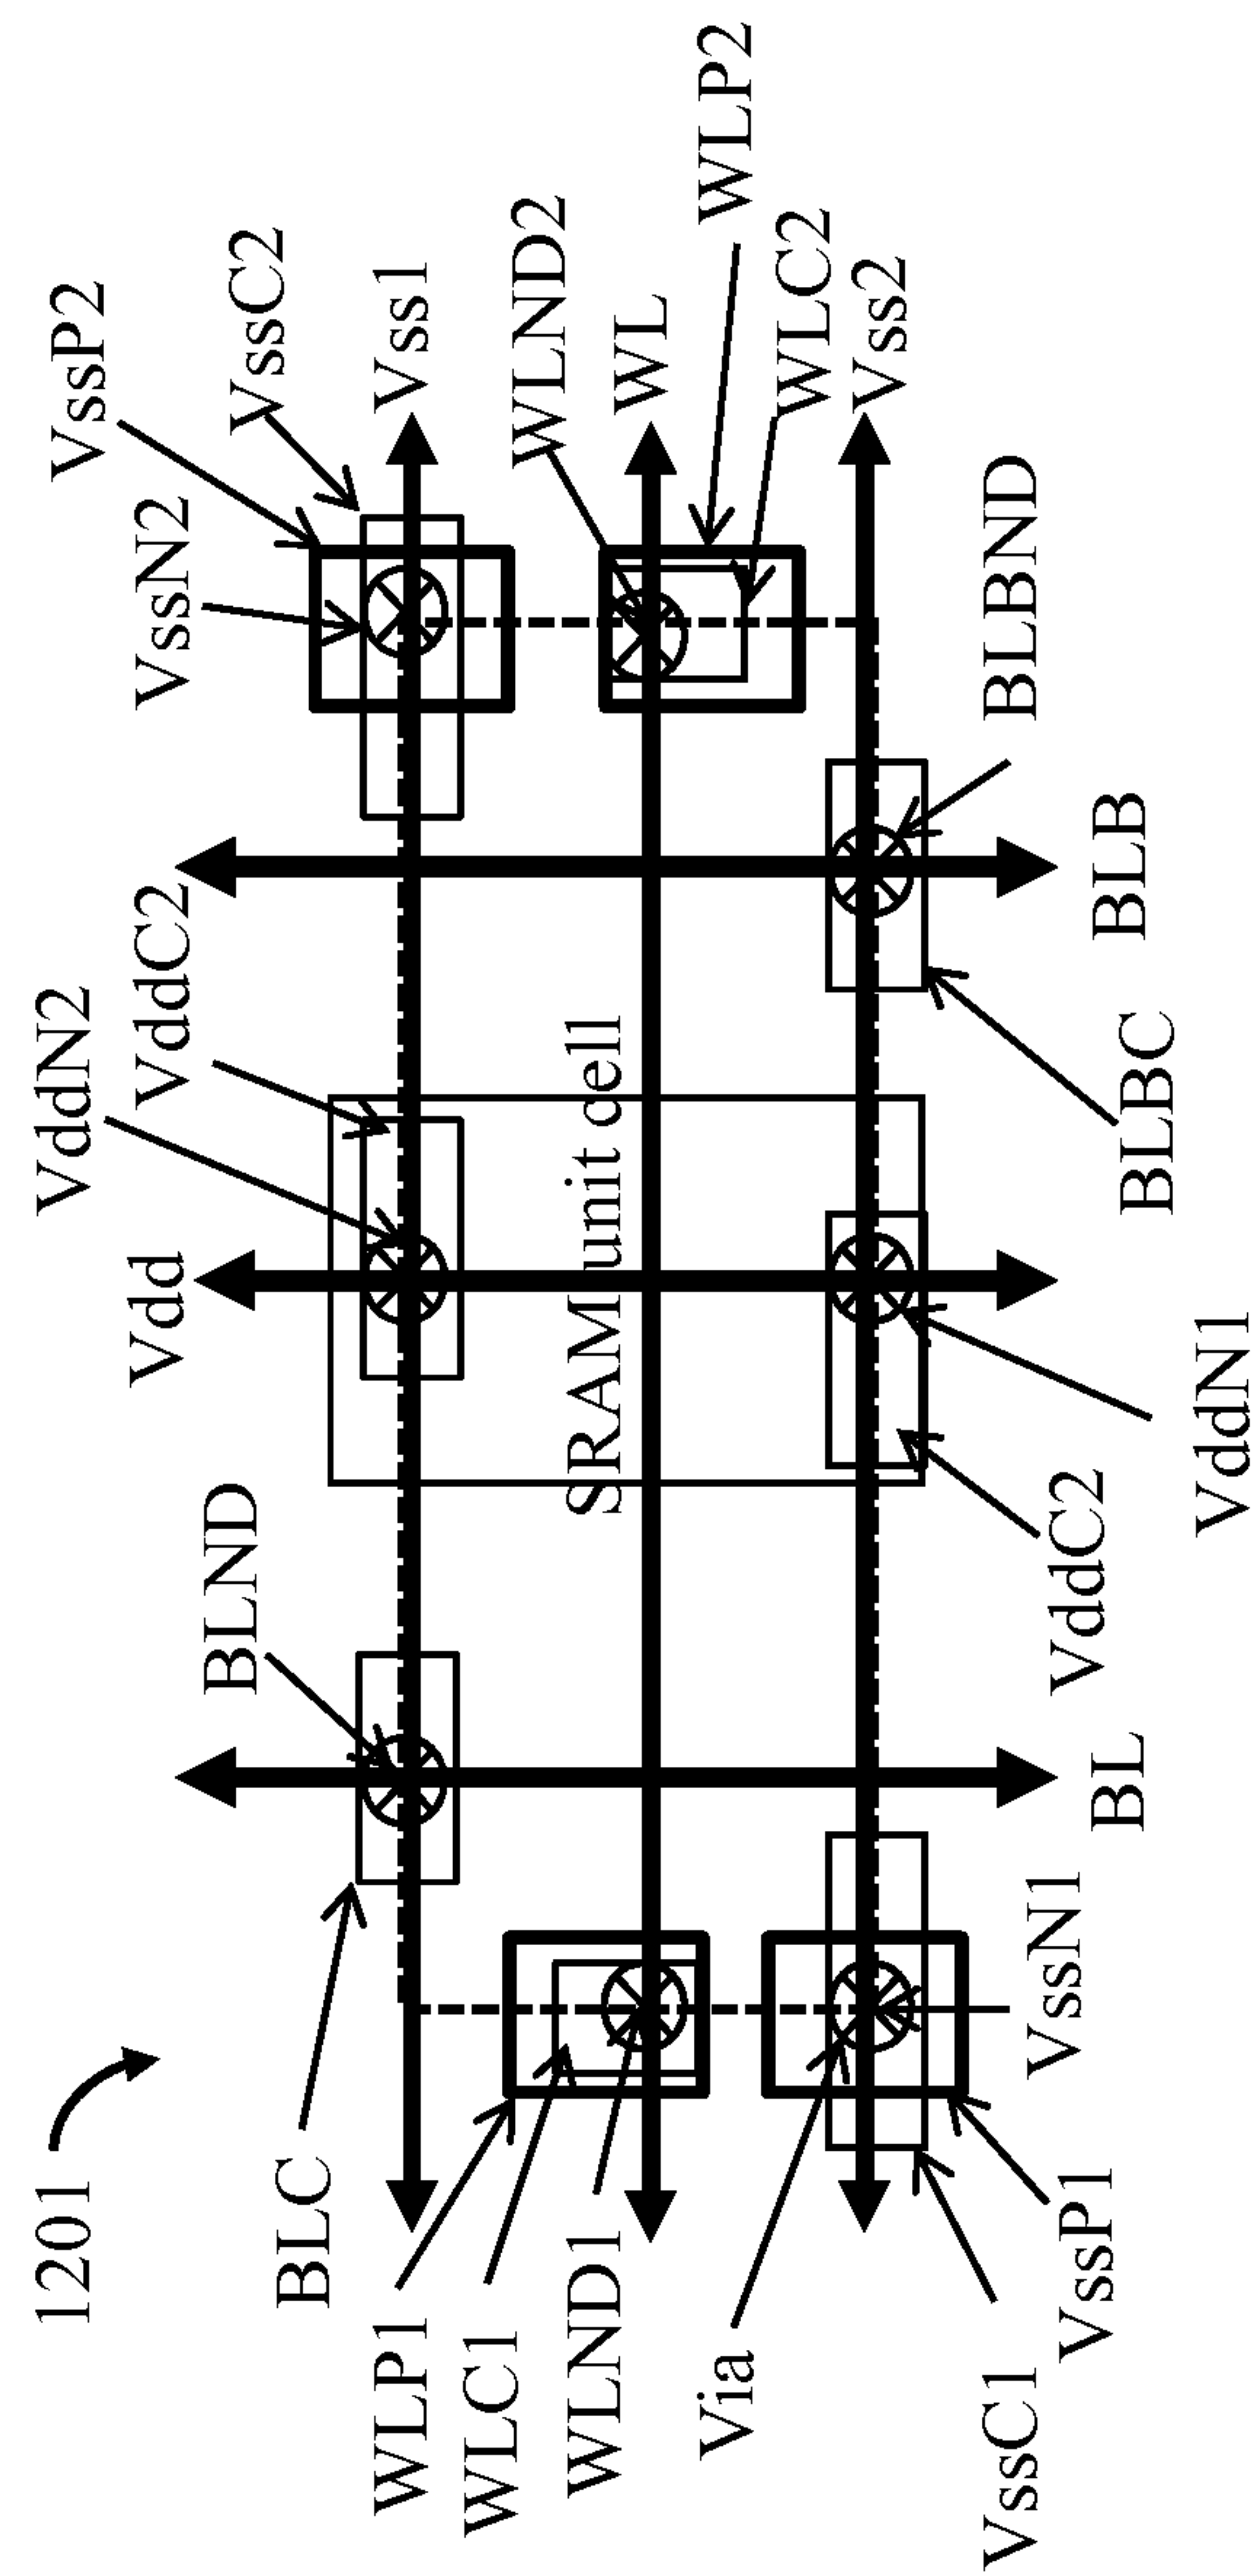 1201
VddN2
VssP2
Vdd
VddC2
VssN2
BLND
VssC2
BLC
WLP1
Vss1
WLC1
WLND2
WLND1
SRAM unit cell
WL
Via
WLP2
WLC2
Vss2
VssC1
VssN1
BLBND
VssP1
VddC2
BL
BLB
BLBC
VddN1